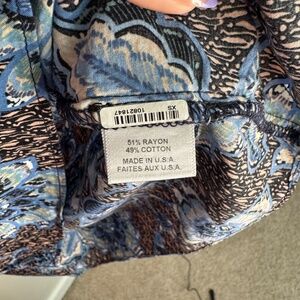 XS
10821847
51% RAYON
49% COTTON
MADE IN U.S.A.
FAITES AUX U.S.A.